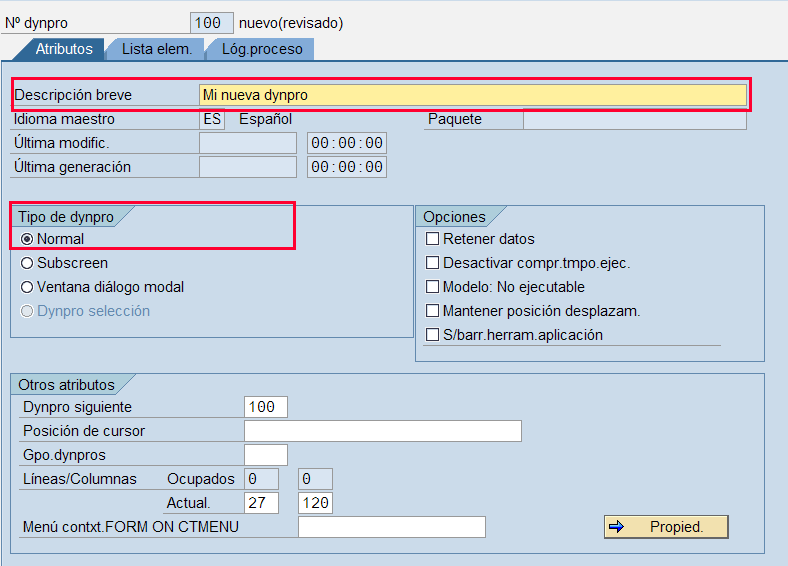 Nº dynpro 100 nuevo(revisado)
Atributos Lista elem. Lóg.proceso
Descripción breve Mi nueva dynpro
Idioma maestro ES Español Paquete
Última modific. 00:00:00
Última generación 00:00:00
Tipo de dynpro
Normal
Subscreen
Ventana diálogo modal
Dynpro selección
Opciones
Retener datos
Desactivar compr.tmpo.ejec.
Modelo: No ejecutable
Mantener posición desplazam.
S/barr.herram.aplicación
Otros atributos
Dynpro siguiente 100
Posición de cursor
Gpo.dynpros
Líneas/Columnas Ocupados 0 0
Actual. 27 120
Menú contxt.FORM ON CTMENU Propied.